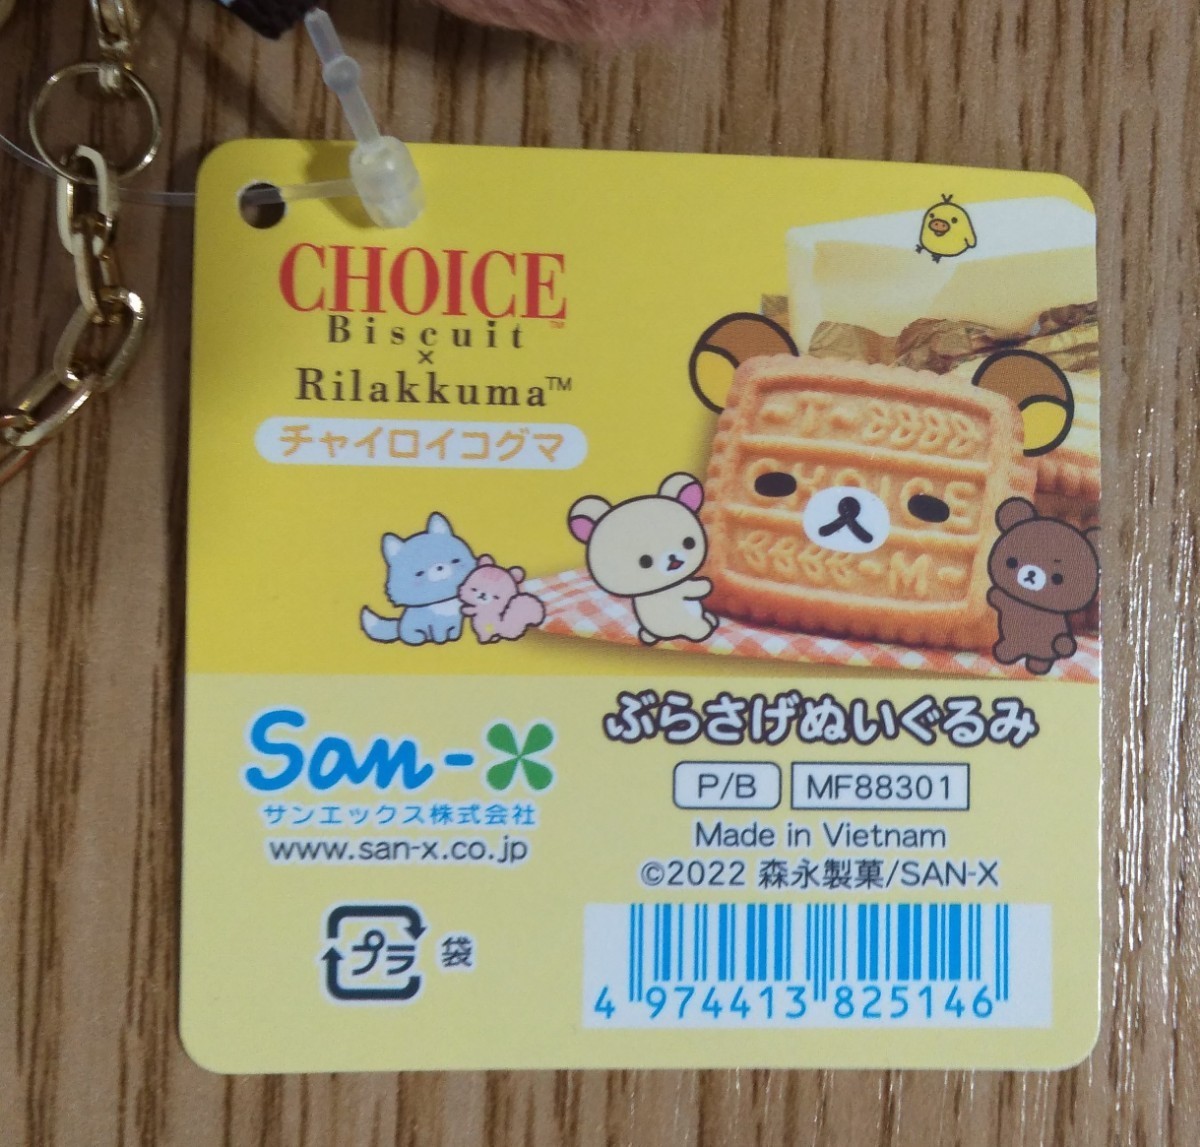 CHOICE™
Biscuit
×
Rilakkuma™
チャイロイコグマ
-T-
CHOICE
-M-
San-X
サンエックス株式会社
www.san-x.co.jp
プラ 袋
ぶらさげぬいぐるみ
P/B MF88301
Made in Vietnam
©2022 森永製菓/SAN-X
4 974413 825146